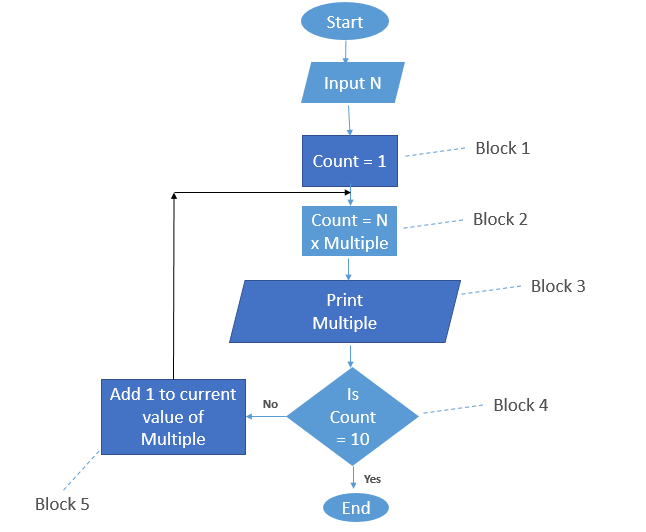 Start
Input N
Count = 1
Block 1
Count = N
x Multiple
Block 2
Print
Multiple
Block 3
Is
Count
= 10
Block 4
No
Add 1 to current
value of
Multiple
Block 5
Yes
End